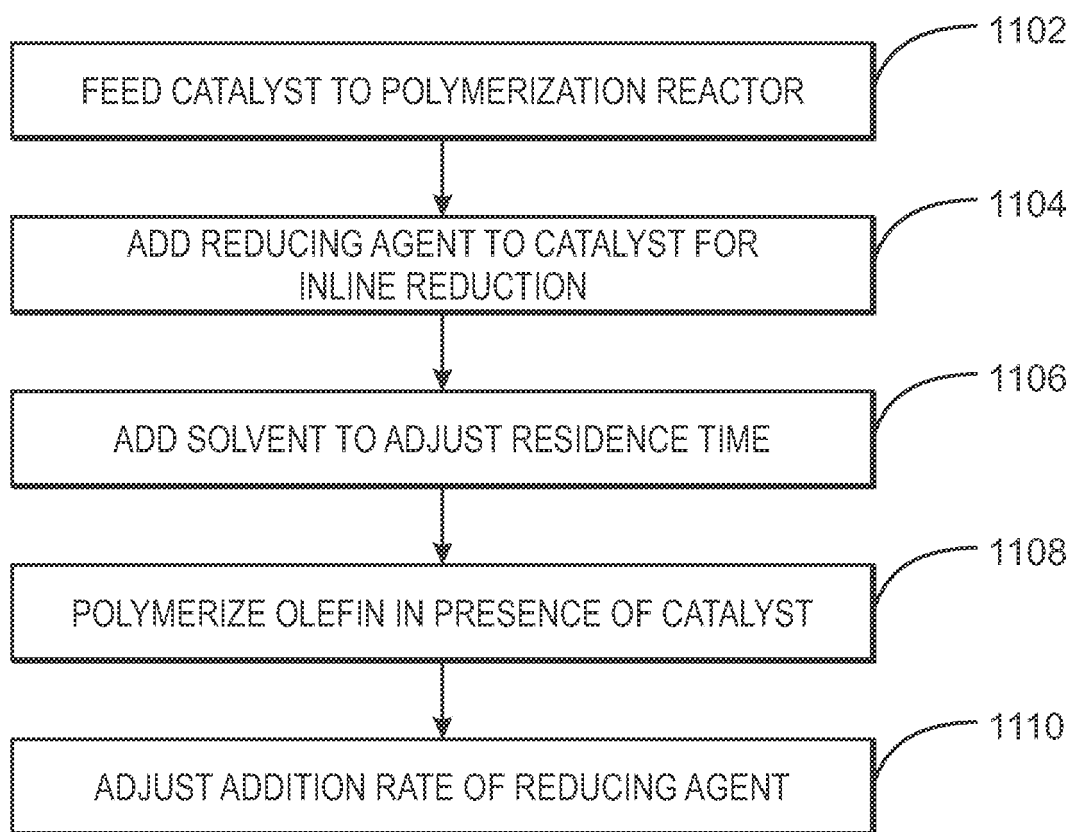 1102
FEED CATALYST TO POLYMERIZATION REACTOR
1104
ADD REDUCING AGENT TO CATALYST FOR
INLINE REDUCTION
1106
ADD SOLVENT TO ADJUST RESIDENCE TIME
1108
POLYMERIZE OLEFIN IN PRESENCE OF CATALYST
1110
ADJUST ADDITION RATE OF REDUCING AGENT